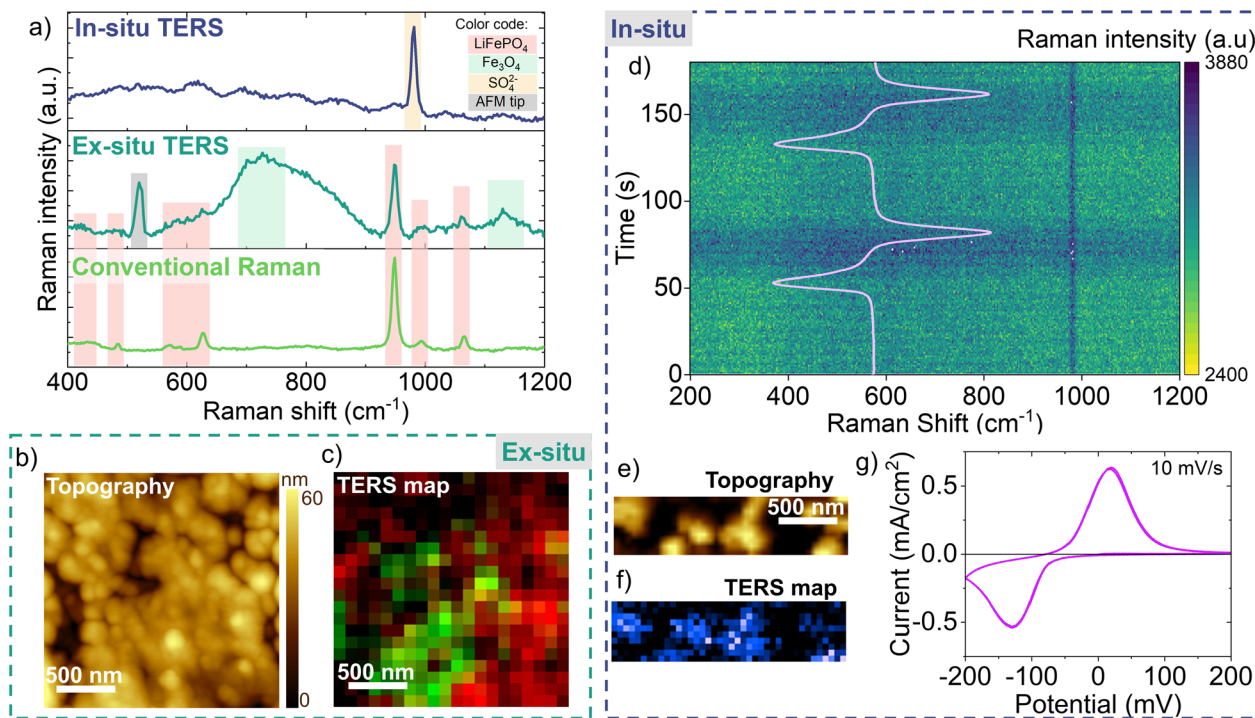 a)
In-situ TERS
Color code:
LiFePO4
Fe3O4
SO4 2-
AFM tip
Ex-situ TERS
Conventional Raman
Raman intensity (a.u.)
400 600 800 1000 1200
Raman shift (cm-1)
Ex-situ
b)
Topography
500 nm
nm
60
0
c)
TERS map
500 nm
In-situ
d)
Raman intensity (a.u)
3880
2400
Time (s)
150
100
50
0
200 400 600 800 1000 1200
Raman Shift (cm-1)
e)
Topography
500 nm
f)
TERS map
g)
10 mV/s
Current (mA/cm2)
0.5
0.0
-0.5
-200 -100 0 100 200
Potential (mV)